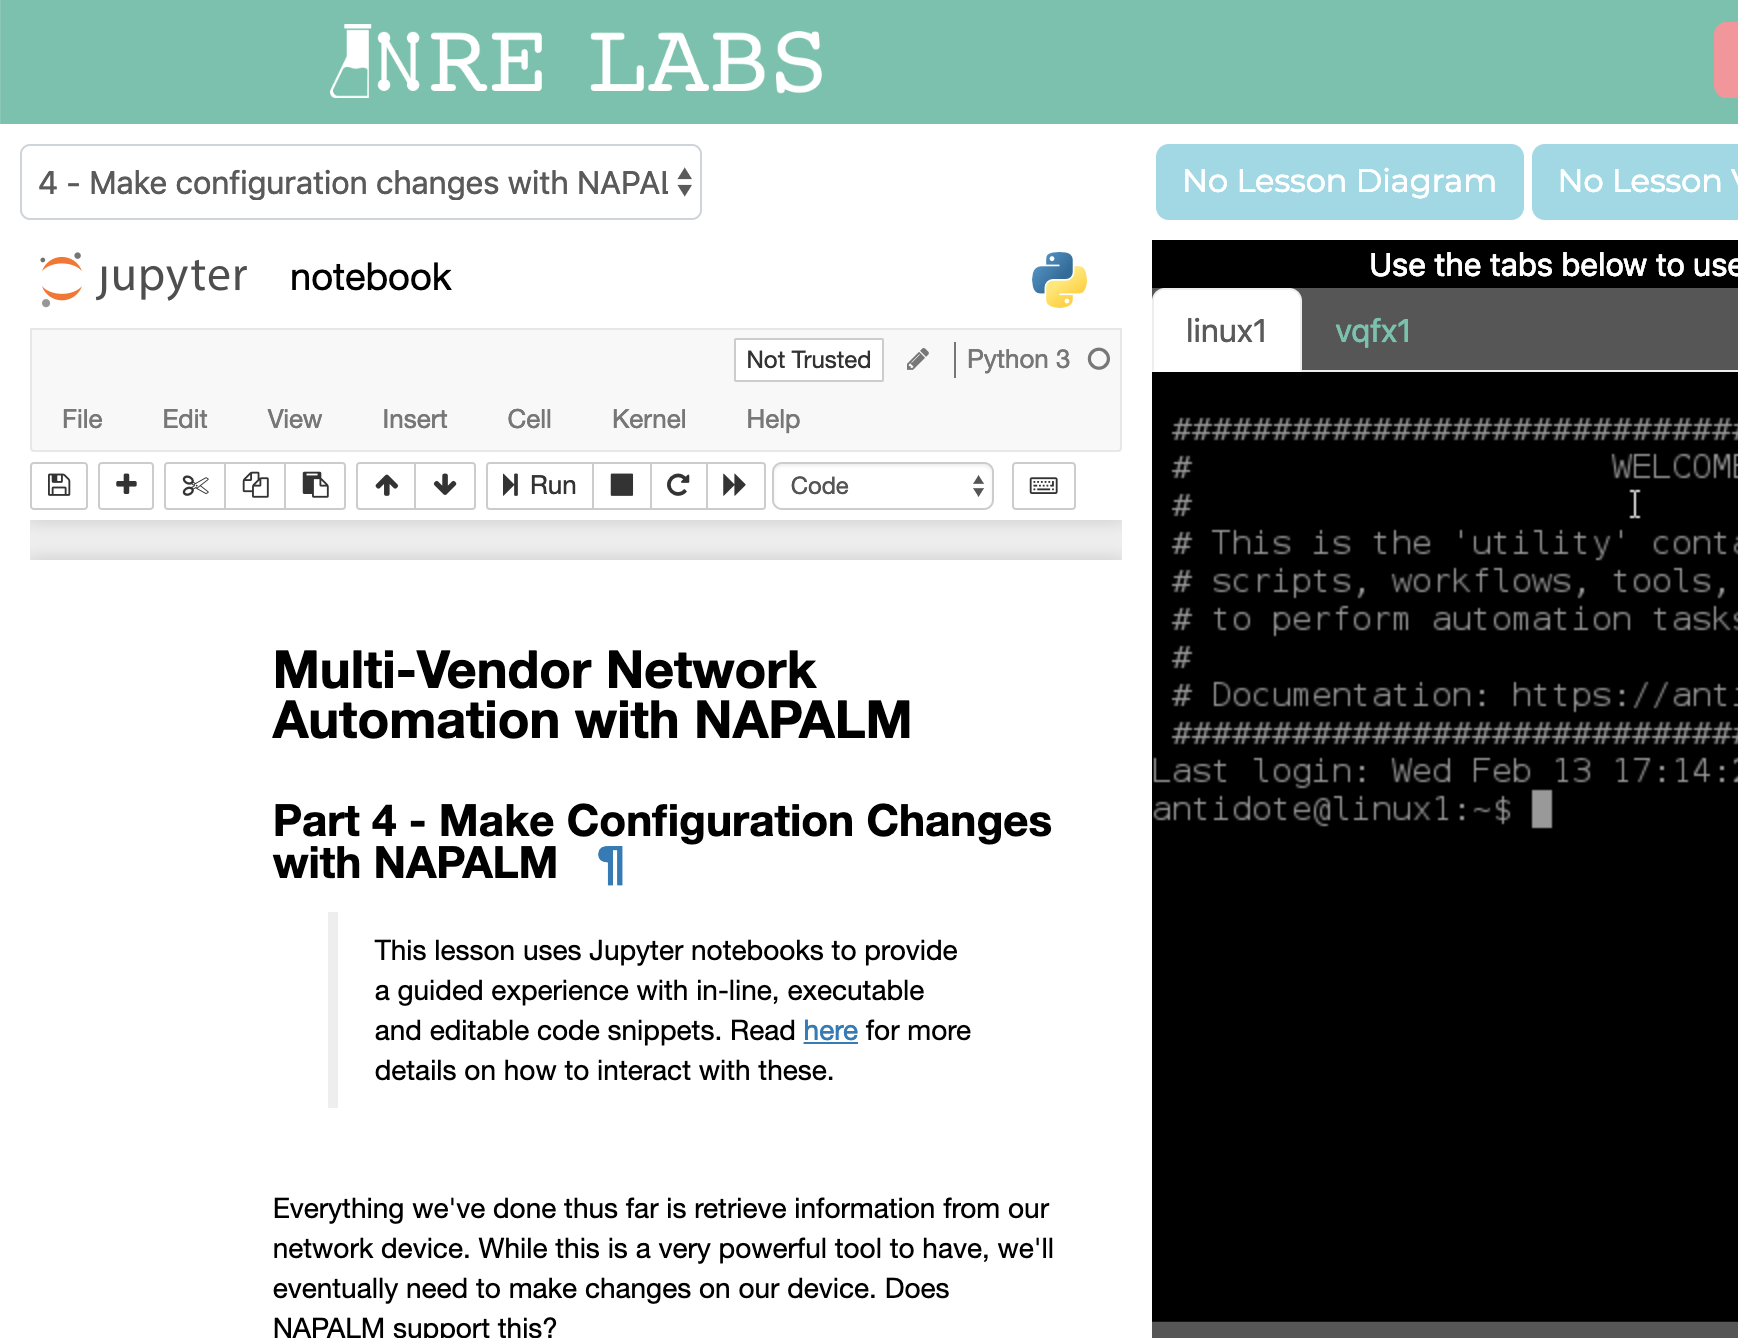 NRE LABS
4 - Make configuration changes with NAPAL
No Lesson Diagram
No Lesson
jupyter notebook
Use the tabs below to use
linux1
vqfx1
Not Trusted
Python 3
File
Edit
View
Insert
Cell
Kernel
Help
Run
Code
Multi-Vendor Network
Automation with NAPALM
Part 4 - Make Configuration Changes
with NAPALM ¶
This lesson uses Jupyter notebooks to provide
a guided experience with in-line, executable
and editable code snippets. Read here for more
details on how to interact with these.
Everything we've done thus far is retrieve information from our
network device. While this is a very powerful tool to have, we'll
eventually need to make changes on our device. Does
NAPALM support this?
#############################
# WELCOME
#
# This is the 'utility' conta
# scripts, workflows, tools,
# to perform automation tasks
#
# Documentation: https://anti
#############################
Last login: Wed Feb 13 17:14:2
antidote@linux1:~$